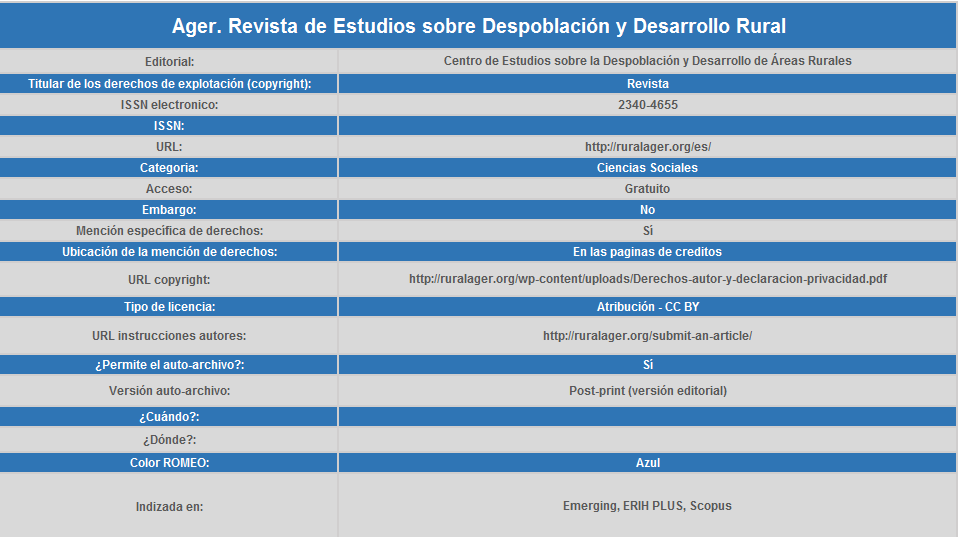 Ager. Revista de Estudios sobre Despoblación y Desarrollo Rural
Editorial: Centro de Estudios sobre la Despoblación y Desarrollo de Áreas Rurales
Titular de los derechos de explotación (copyright): Revista
ISSN electronico: 2340-4655
ISSN:
URL: http://ruralager.org/es/
Categoria: Ciencias Sociales
Acceso: Gratuito
Embargo: No
Mención específica de derechos: Sí
Ubicación de la mención de derechos: En las paginas de creditos
URL copyright: http://ruralager.org/wp-content/uploads/Derechos-autor-y-declaracion-privacidad.pdf
Tipo de licencia: Atribución - CC BY
URL instrucciones autores: http://ruralager.org/submit-an-article/
¿Permite el auto-archivo?: Sí
Versión auto-archivo: Post-print (versión editorial)
¿Cuándo?:
¿Dónde?:
Color ROMEO: Azul
Indizada en: Emerging, ERIH PLUS, Scopus